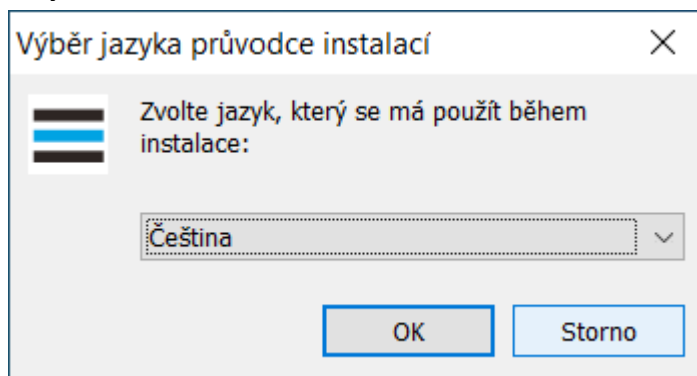 Výběr jazyka průvodce instalací
Zvolte jazyk, který se má použít během
instalace:
Čeština
OK
Storno